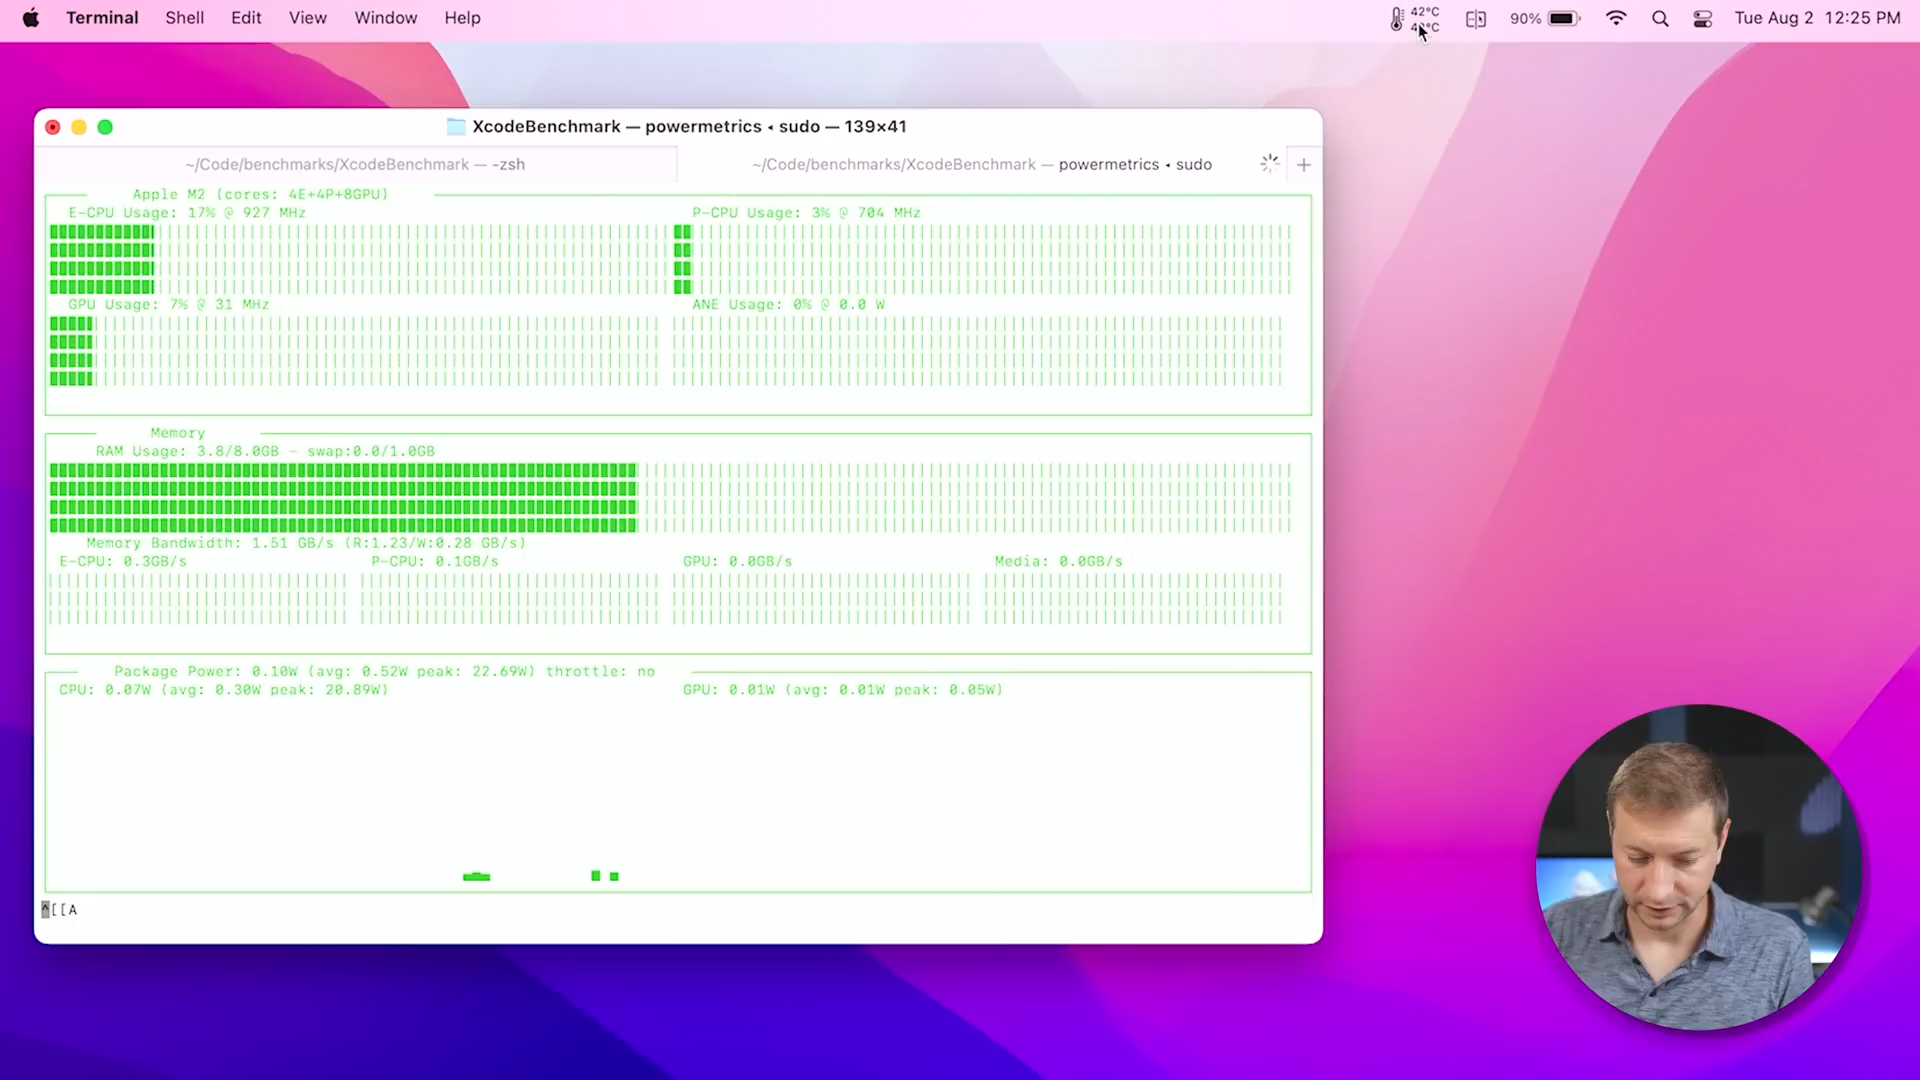 Terminal Shell Edit View Window Help 42°C 90% Tue Aug 2 12:25 PM
XcodeBenchmark — powermetrics ◂ sudo — 139×41
~/Code/benchmarks/XcodeBenchmark — -zsh ~/Code/benchmarks/XcodeBenchmark — powermetrics ◂ sudo
Apple M2 (cores: 4E+4P+8GPU)
E-CPU Usage: 17% @ 927 MHz P-CPU Usage: 3% @ 704 MHz
GPU Usage: 7% @ 31 MHz ANE Usage: 0% @ 0.0 W
Memory
RAM Usage: 3.8/8.0GB - swap:0.0/1.0GB
Memory Bandwidth: 1.51 GB/s (R:1.23/W:0.28 GB/s)
E-CPU: 0.3GB/s P-CPU: 0.1GB/s GPU: 0.0GB/s Media: 0.0GB/s
Package Power: 0.10W (avg: 0.52W peak: 22.69W) throttle: no
CPU: 0.07W (avg: 0.30W peak: 20.89W) GPU: 0.01W (avg: 0.01W peak: 0.05W)
^[[A